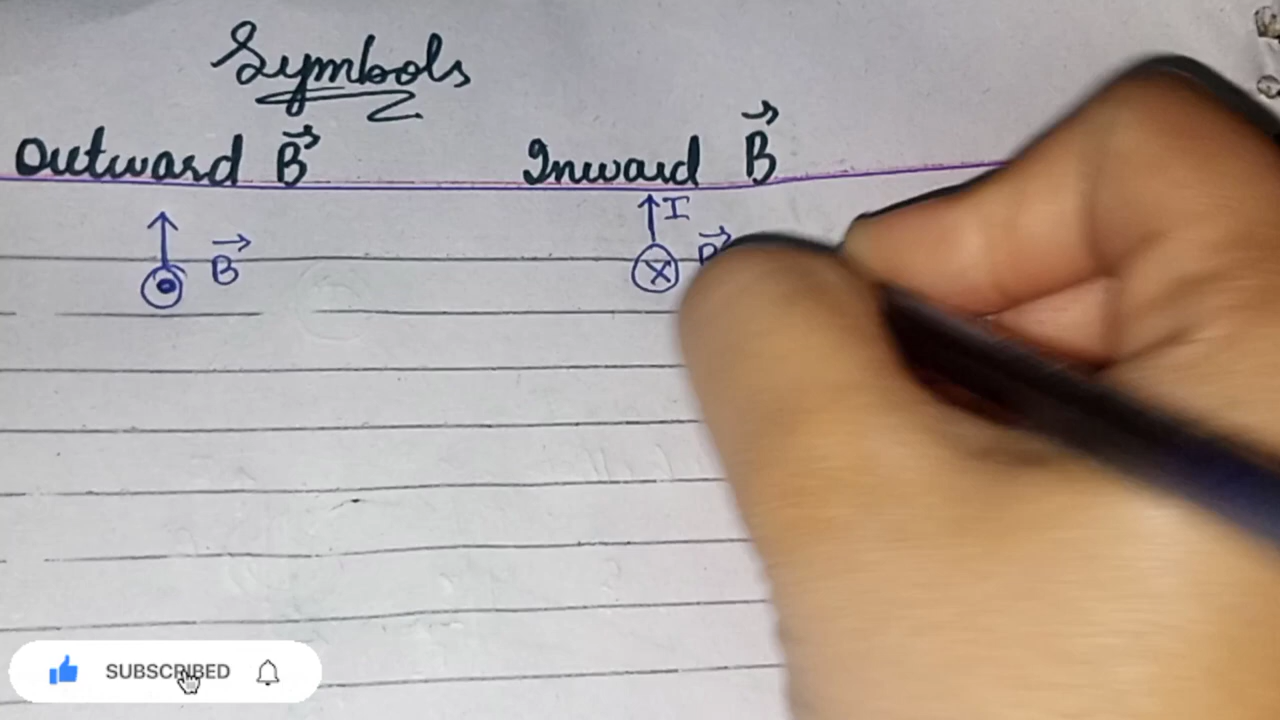 Symbols
Outward B⃗
Inward B⃗
B⃗
I
B⃗
SUBSCRIBED